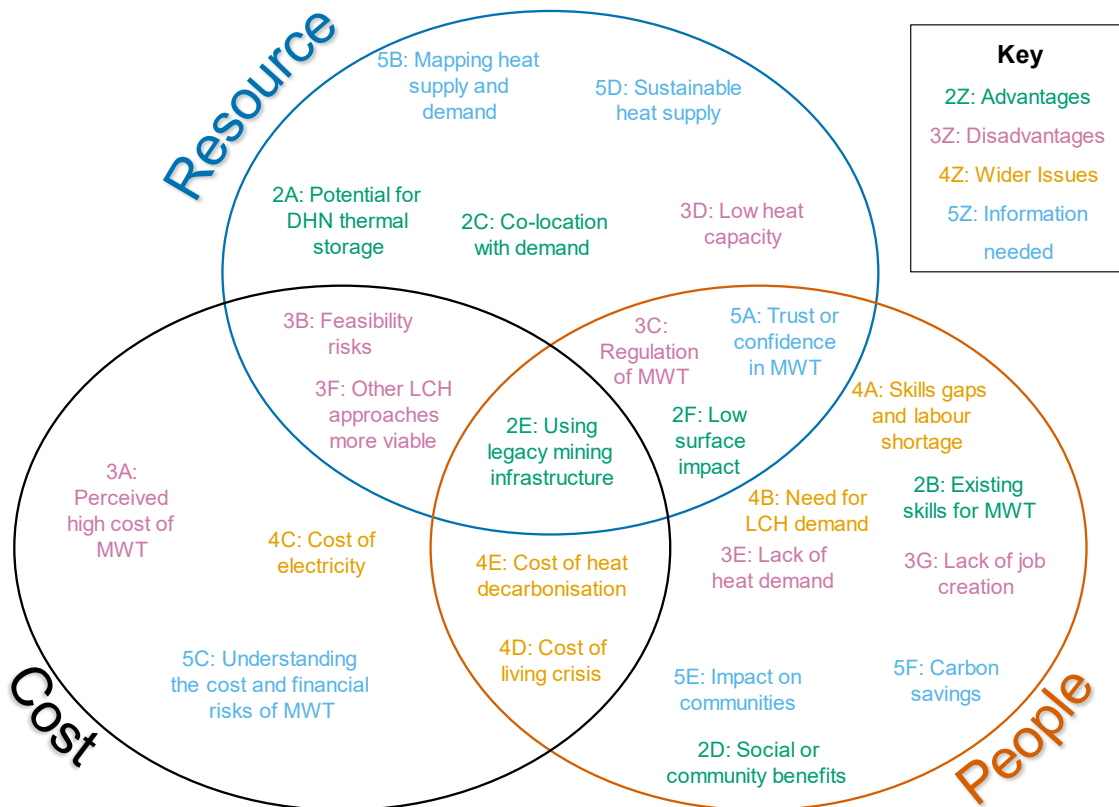 Resource
5B: Mapping heat
supply and
demand
5D: Sustainable
heat supply
Key
2Z: Advantages
3Z: Disadvantages
4Z: Wider Issues
5Z: Information
needed
2A: Potential for
DHN thermal
storage
2C: Co-location
with demand
3D: Low heat
capacity
3B: Feasibility
risks
3F: Other LCH
approaches
more viable
3C:
Regulation
of MWT
5A: Trust or
confidence
in MWT
2E: Using
legacy mining
infrastructure
2F: Low
surface
impact
4A: Skills gaps
and labour
shortage
2B: Existing
skills for MWT
3A:
Perceived
high cost of
MWT
4C: Cost of
electricity
4E: Cost of heat
decarbonisation
4B: Need for
LCH demand
3E: Lack of
heat demand
3G: Lack of job
creation
5C: Understanding
the cost and financial
risks of MWT
4D: Cost of
living crisis
5E: Impact on
communities
5F: Carbon
savings
2D: Social or
community benefits
Cost
People